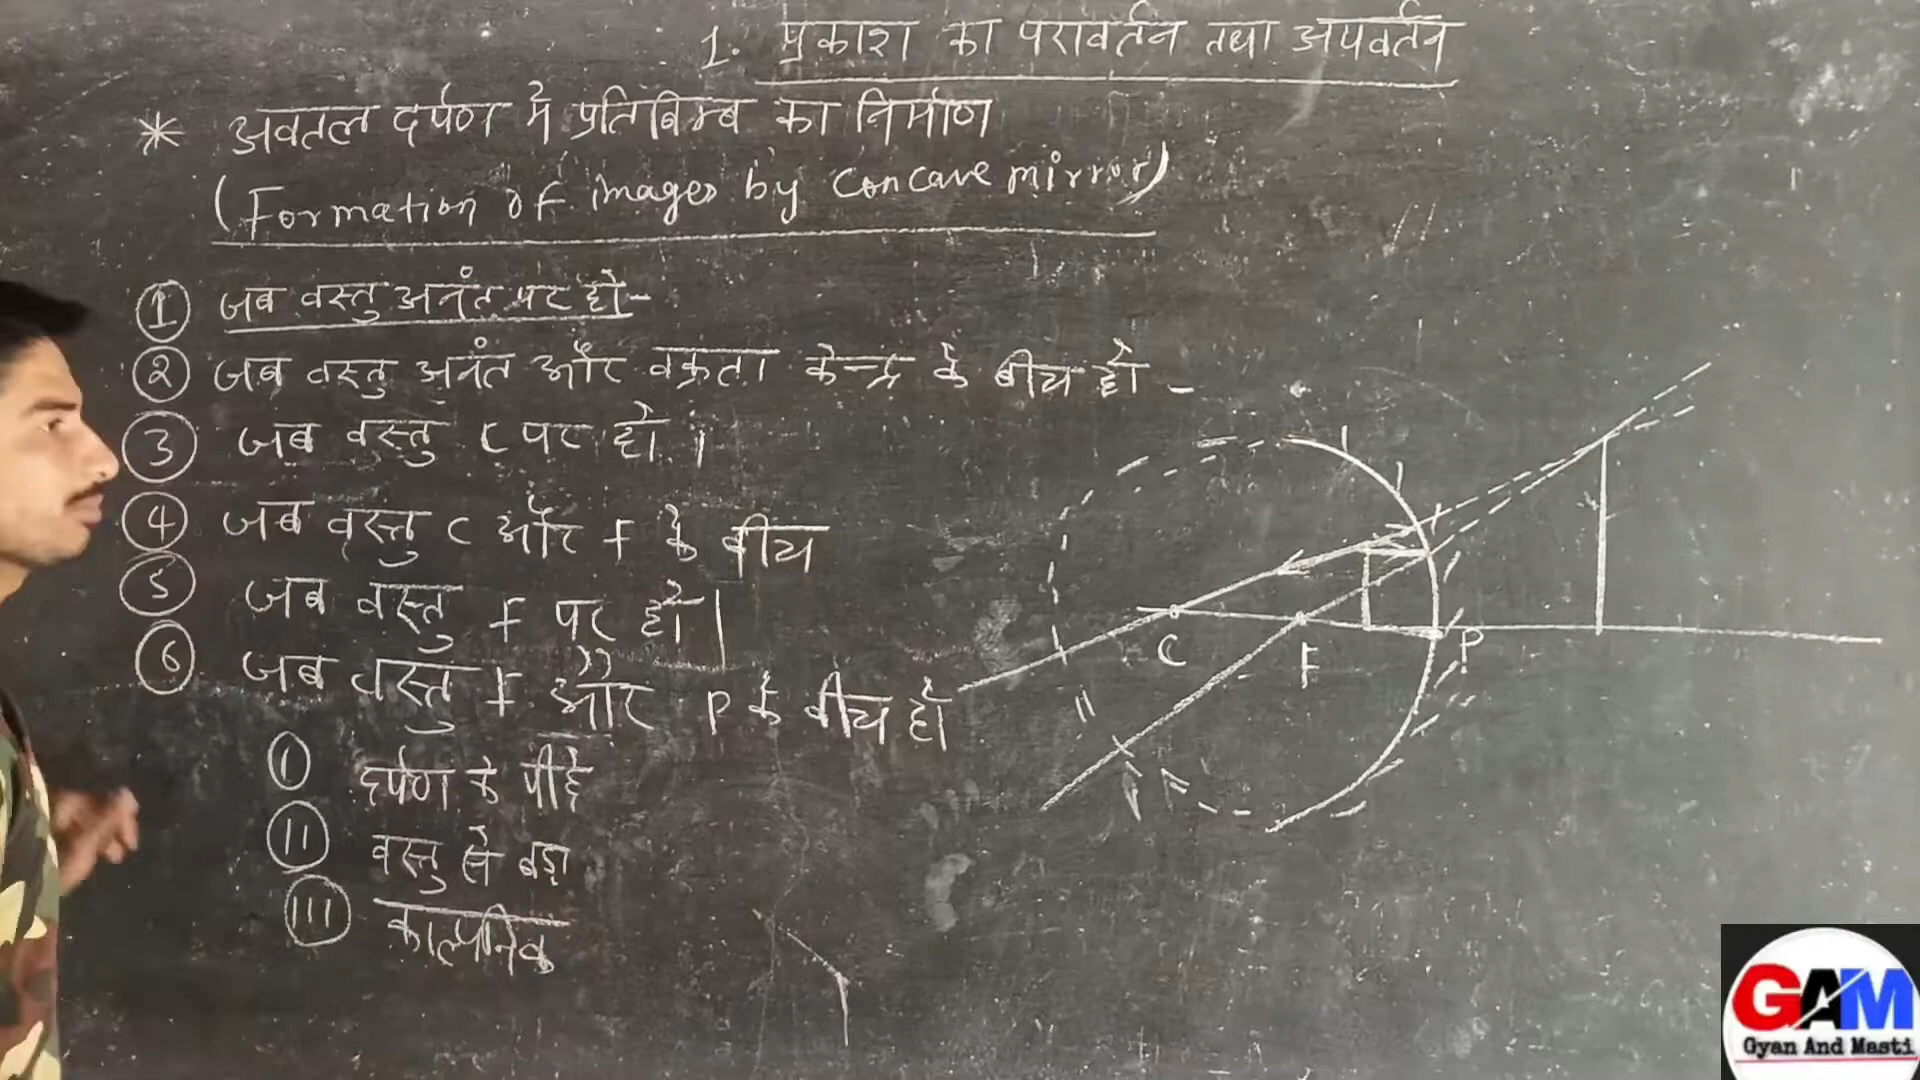 1. प्रकाश का परावर्तन तथा अपवर्तन
* अवतल दर्पण मे प्रतिबिम्ब का निर्माण
(Formation of images by Concave mirror)
① जब वस्तु अनंत पर हो-
② जब वस्तु अनंत और वक्रता केन्द्र के बीच हो -
③ जब वस्तु C पर हो ।
④ जब वस्तु C और F के बीच
⑤ जब वस्तु F पर हो |
⑥ जब वस्तु F और P के बीच हो
Ⓘ दर्पण के पीछे
II वस्तु से बड़ा
III काल्पनिक
C F P
GAM
Gyan And Masti